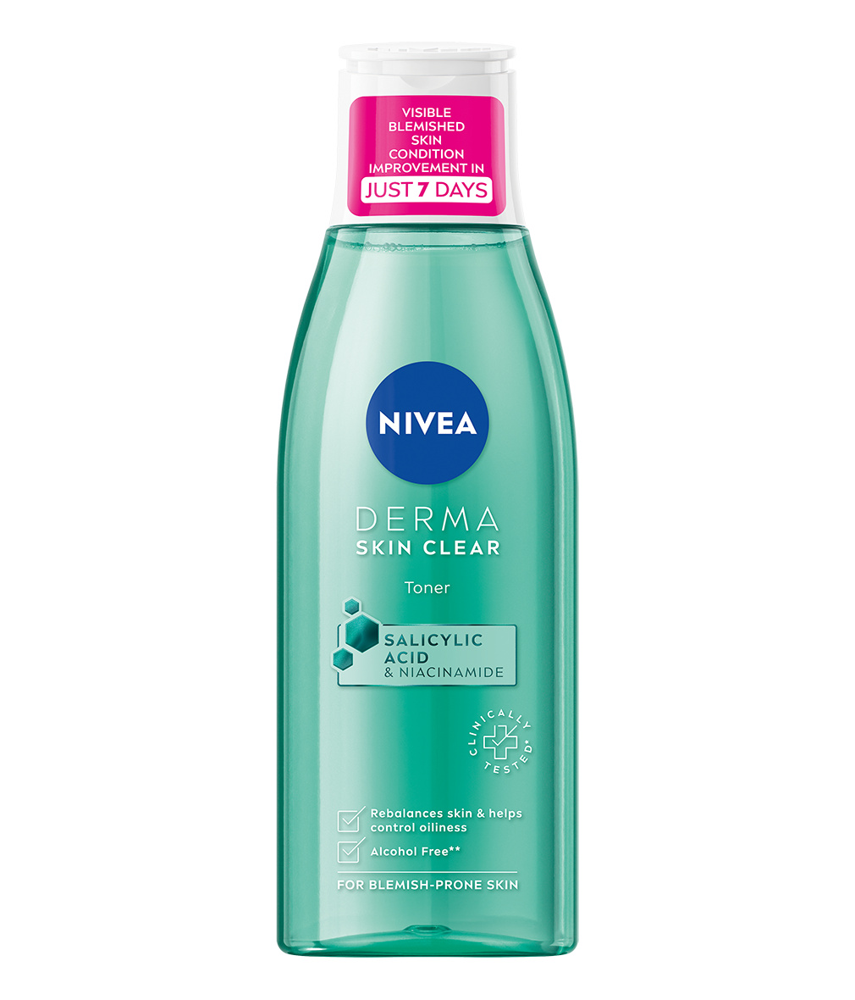 VISIBLE
BLEMISHED
SKIN
CONDITION
IMPROVEMENT IN
JUST 7 DAYS
NIVEA
DERMA
SKIN CLEAR
Toner
SALICYLIC
ACID
& NIACINAMIDE
CLINICALLY
TESTED*
Rebalances skin & helps
control oiliness
Alcohol Free**
FOR BLEMISH-PRONE SKIN